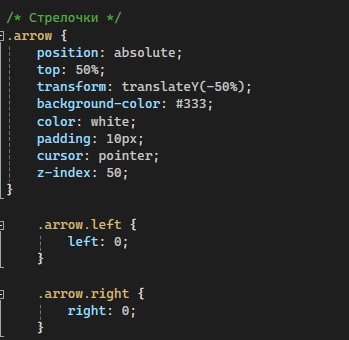 /* Стрелочки */
.arrow {
position: absolute;
top: 50%;
transform: translateY(-50%);
background-color: #333;
color: white;
padding: 10px;
cursor: pointer;
z-index: 50;
}
.arrow.left {
left: 0;
}
.arrow.right {
right: 0;
}